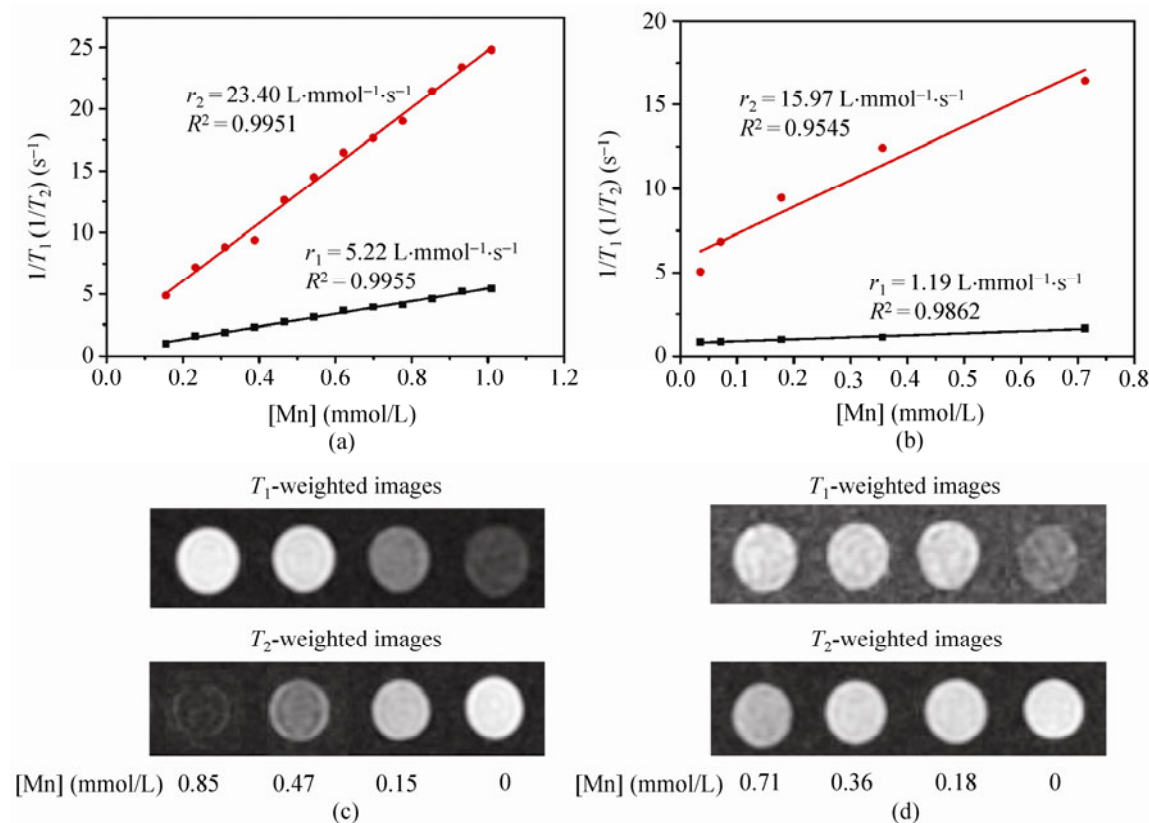 25
20
15
10
5
0
1/T₁ (1/T₂) (s⁻¹)
r₂ = 23.40 L·mmol⁻¹·s⁻¹
R² = 0.9951
r₁ = 5.22 L·mmol⁻¹·s⁻¹
R² – 0.9955
0.0 0.2 0.4 0.6 0.8 1.0 1.2
[Mn] (mmol/L)
(a)
20
15
10
5
0
1/T₁ (1/T₂) (s⁻¹)
r₂ = 15.97 L·mmol⁻¹·s⁻¹
R² = 0.9545
r₁ = 1.19 L·mmol⁻¹·s⁻¹
R² = 0.9862
0.0 0.1 0.2 0.3 0.4 0.5 0.6 0.7 0.8
[Mn] (mmol/L)
(b)
T₁-weighted images
T₂-weighted images
[Mn] (mmol/L) 0.85 0.47 0.15 0
(c)
T₁-weighted images
T₂-weighted images
[Mn] (mmol/L) 0.71 0.36 0.18 0
(d)